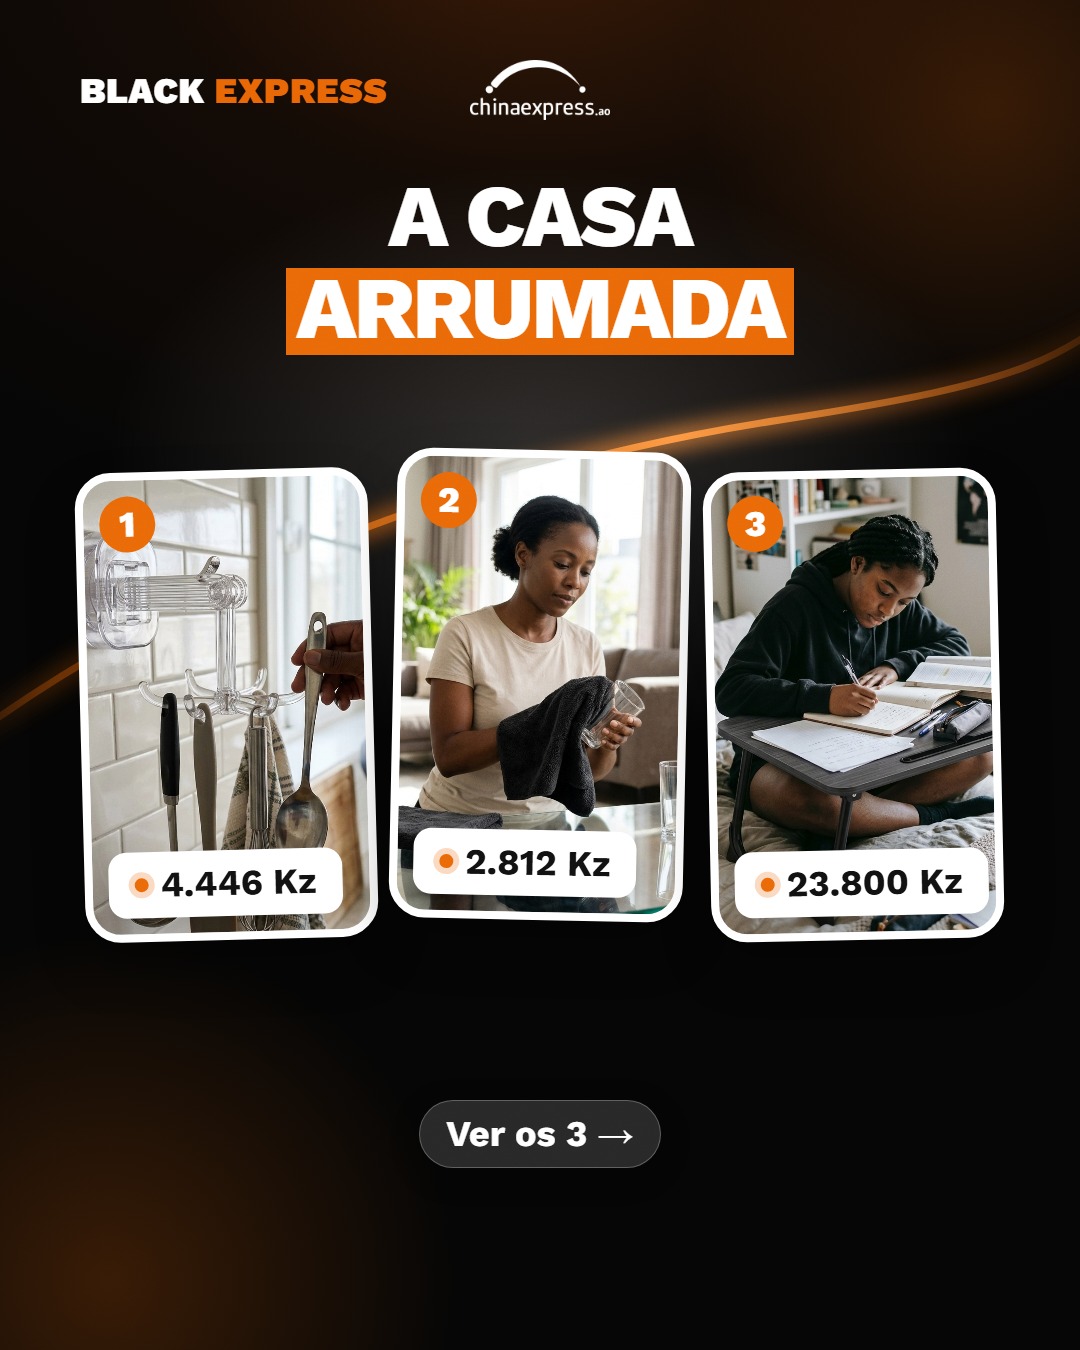 BLACK EXPRESS
chinaexpress.ao
A CASA
ARRUMADA
1
2
3
4.446 Kz
2.812 Kz
23.800 Kz
Ver os 3 →